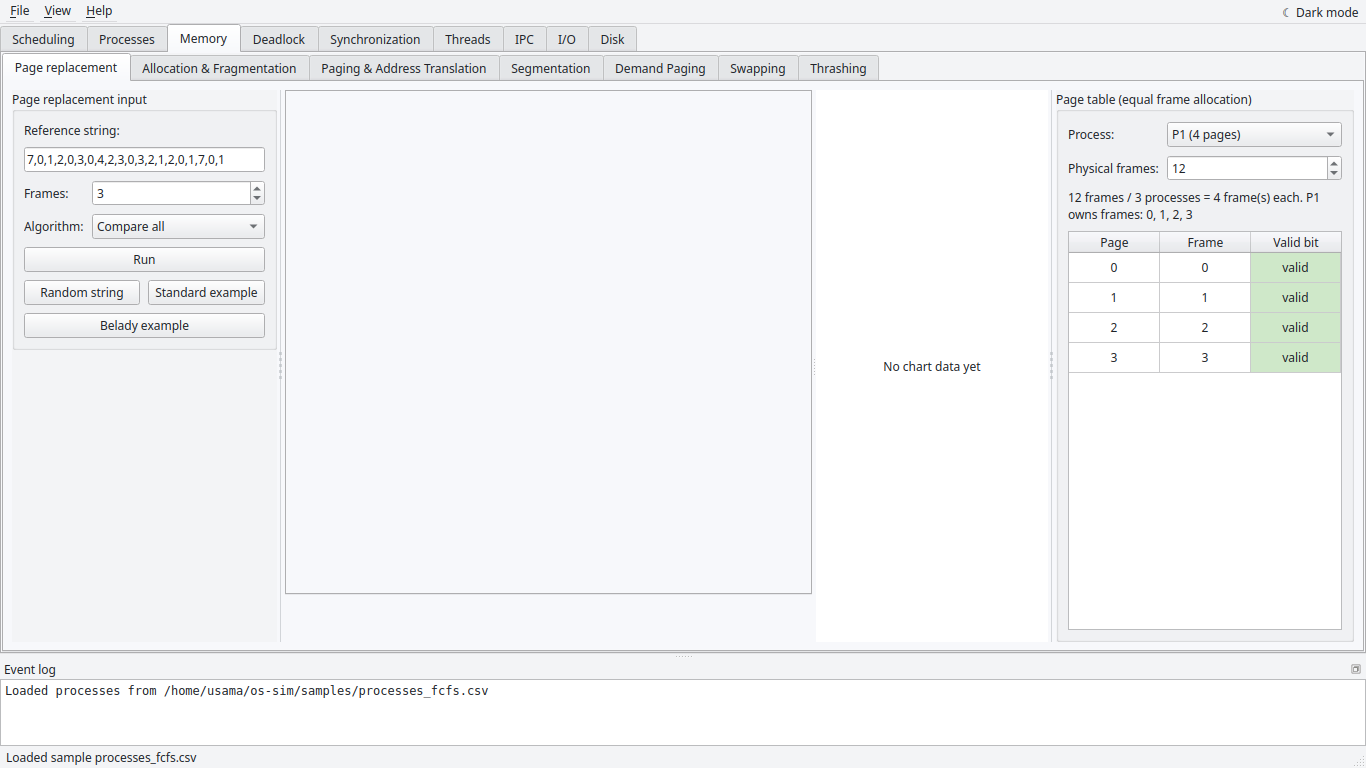 File View Help
Dark mode
Scheduling Processes Memory Deadlock Synchronization Threads IPC I/O Disk
Page replacement Allocation & Fragmentation Paging & Address Translation Segmentation Demand Paging Swapping Thrashing
Page replacement input
Reference string:
7,0,1,2,0,3,0,4,2,3,0,3,2,1,2,0,1,7,0,1
Frames: 3
Algorithm: Compare all
Run
Random string Standard example
Belady example
No chart data yet
Page table (equal frame allocation)
Process: P1 (4 pages)
Physical frames: 12
12 frames / 3 processes = 4 frame(s) each. P1
owns frames: 0, 1, 2, 3
Page Frame Valid bit
0 0 valid
1 1 valid
2 2 valid
3 3 valid
Event log
Loaded processes from /home/usama/os-sim/samples/processes_fcfs.csv
Loaded sample processes_fcfs.csv